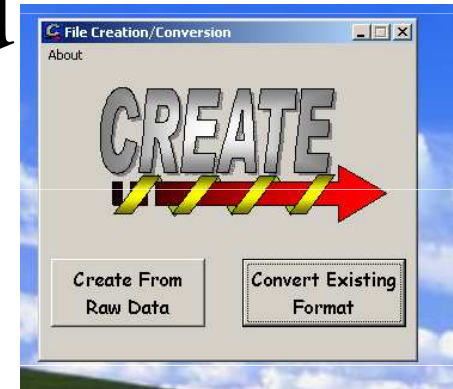 File Creation/Conversion
About
CREATE
Create From
Raw Data
Convert Existing
Format